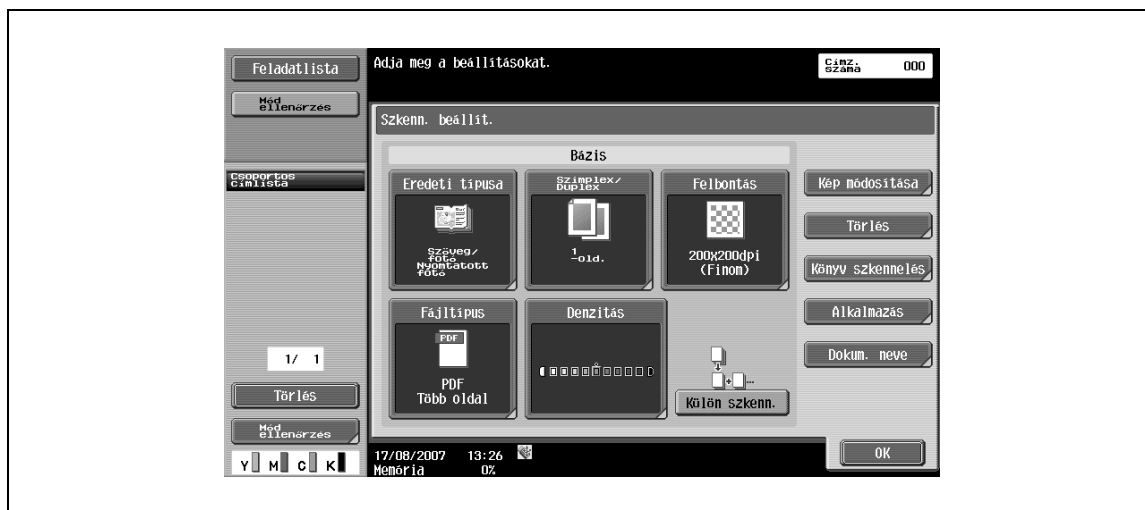 Feladatlista
Mód
ellenőrzés
Csoportos
címlista
1/ 1
Törlés
Mód
ellenőrzés
Y M C K
Adja meg a beállításokat.
Címz.
száma 000
Szkenn. beállít.
Bázis
Eredeti típusa
Szöveg/
fotó
Nyomtatott
fotó
Szimplex/
Duplex
1
-old.
Felbontás
200x200dpi
(Finom)
Fájltípus
PDF
PDF
Több oldal
Denzitás
Külön szkenn.
Kép módosítása
Törlés
Könyv szkennelés
Alkalmazás
Dokum. neve
17/08/2007 13:26
Memória 0%
OK